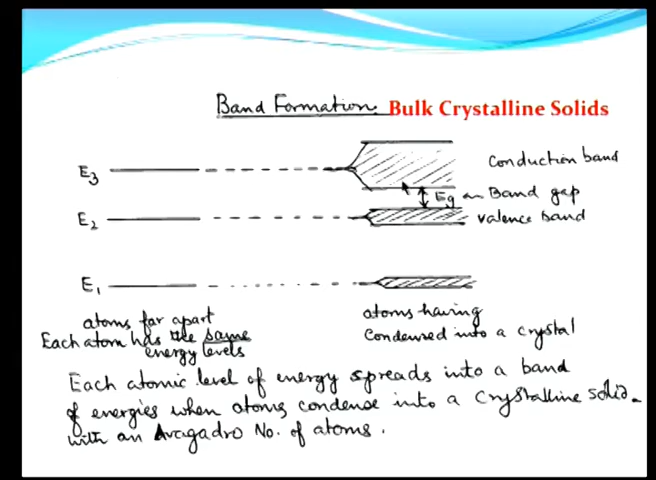 Band Formation. Bulk Crystalline Solids
E3
Conduction band
Eg Band gap
E2
valence band
E1
atoms far apart
Each atom has the same
energy levels
atoms having
Condensed into a crystal
Each atomic level of energy spreads into a band
of energies when atoms condense into a crystalline solid.
with an Avagadro No. of atoms.